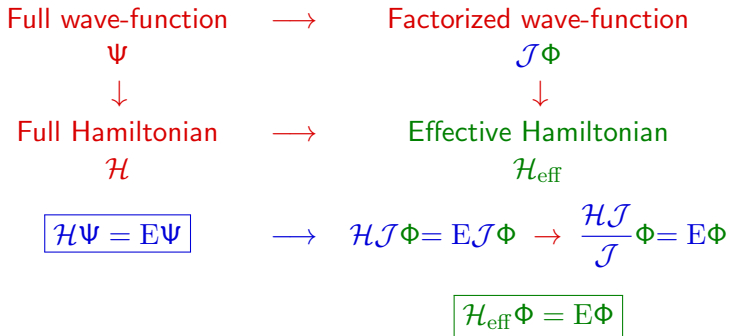 Full wave-function ⟶ Factorized wave-function
Ψ 𝒥Φ
↓ ↓
Full Hamiltonian ⟶ Effective Hamiltonian
ℋ ℋ_eff
ℋΨ = EΨ ⟶ ℋ𝒥Φ= E𝒥Φ → ℋ𝒥/𝒥 Φ= EΦ
ℋ_effΦ = EΦ